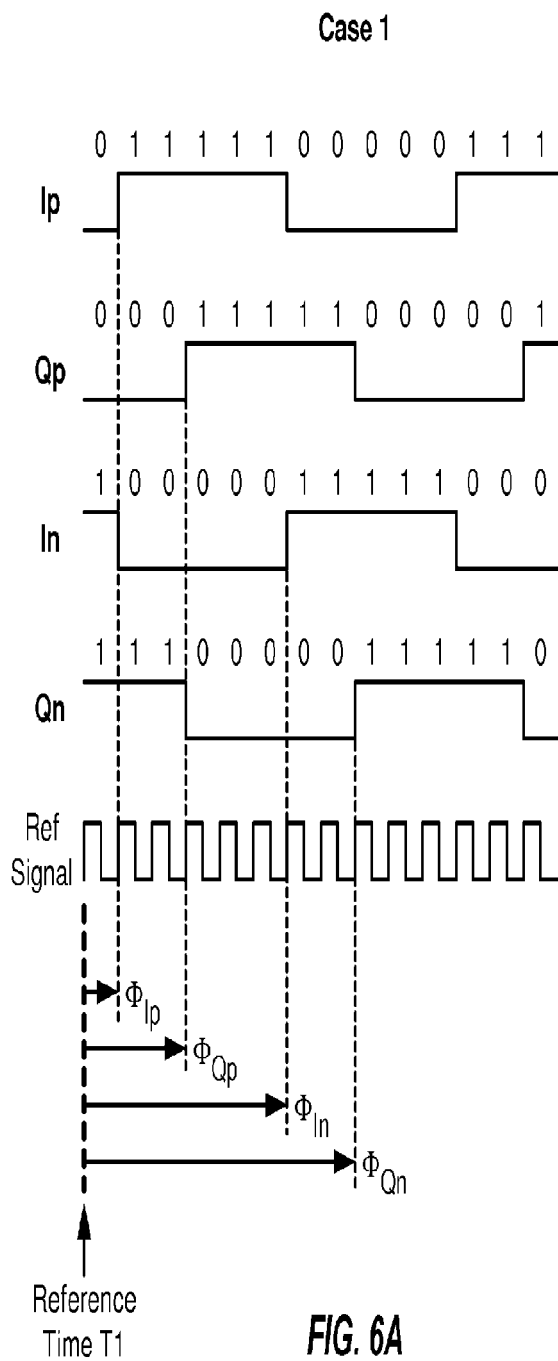 Case 1
0 1 1 1 1 1 0 0 0 0 0 1 1 1
Ip
0 0 0 1 1 1 1 1 0 0 0 0 0 1
Qp
1 0 0 0 0 0 1 1 1 1 1 0 0 0
In
1 1 1 0 0 0 0 0 1 1 1 1 1 0
Qn
Ref
Signal
ΦIp
ΦQp
ΦIn
ΦQn
Reference
Time T1
FIG. 6A